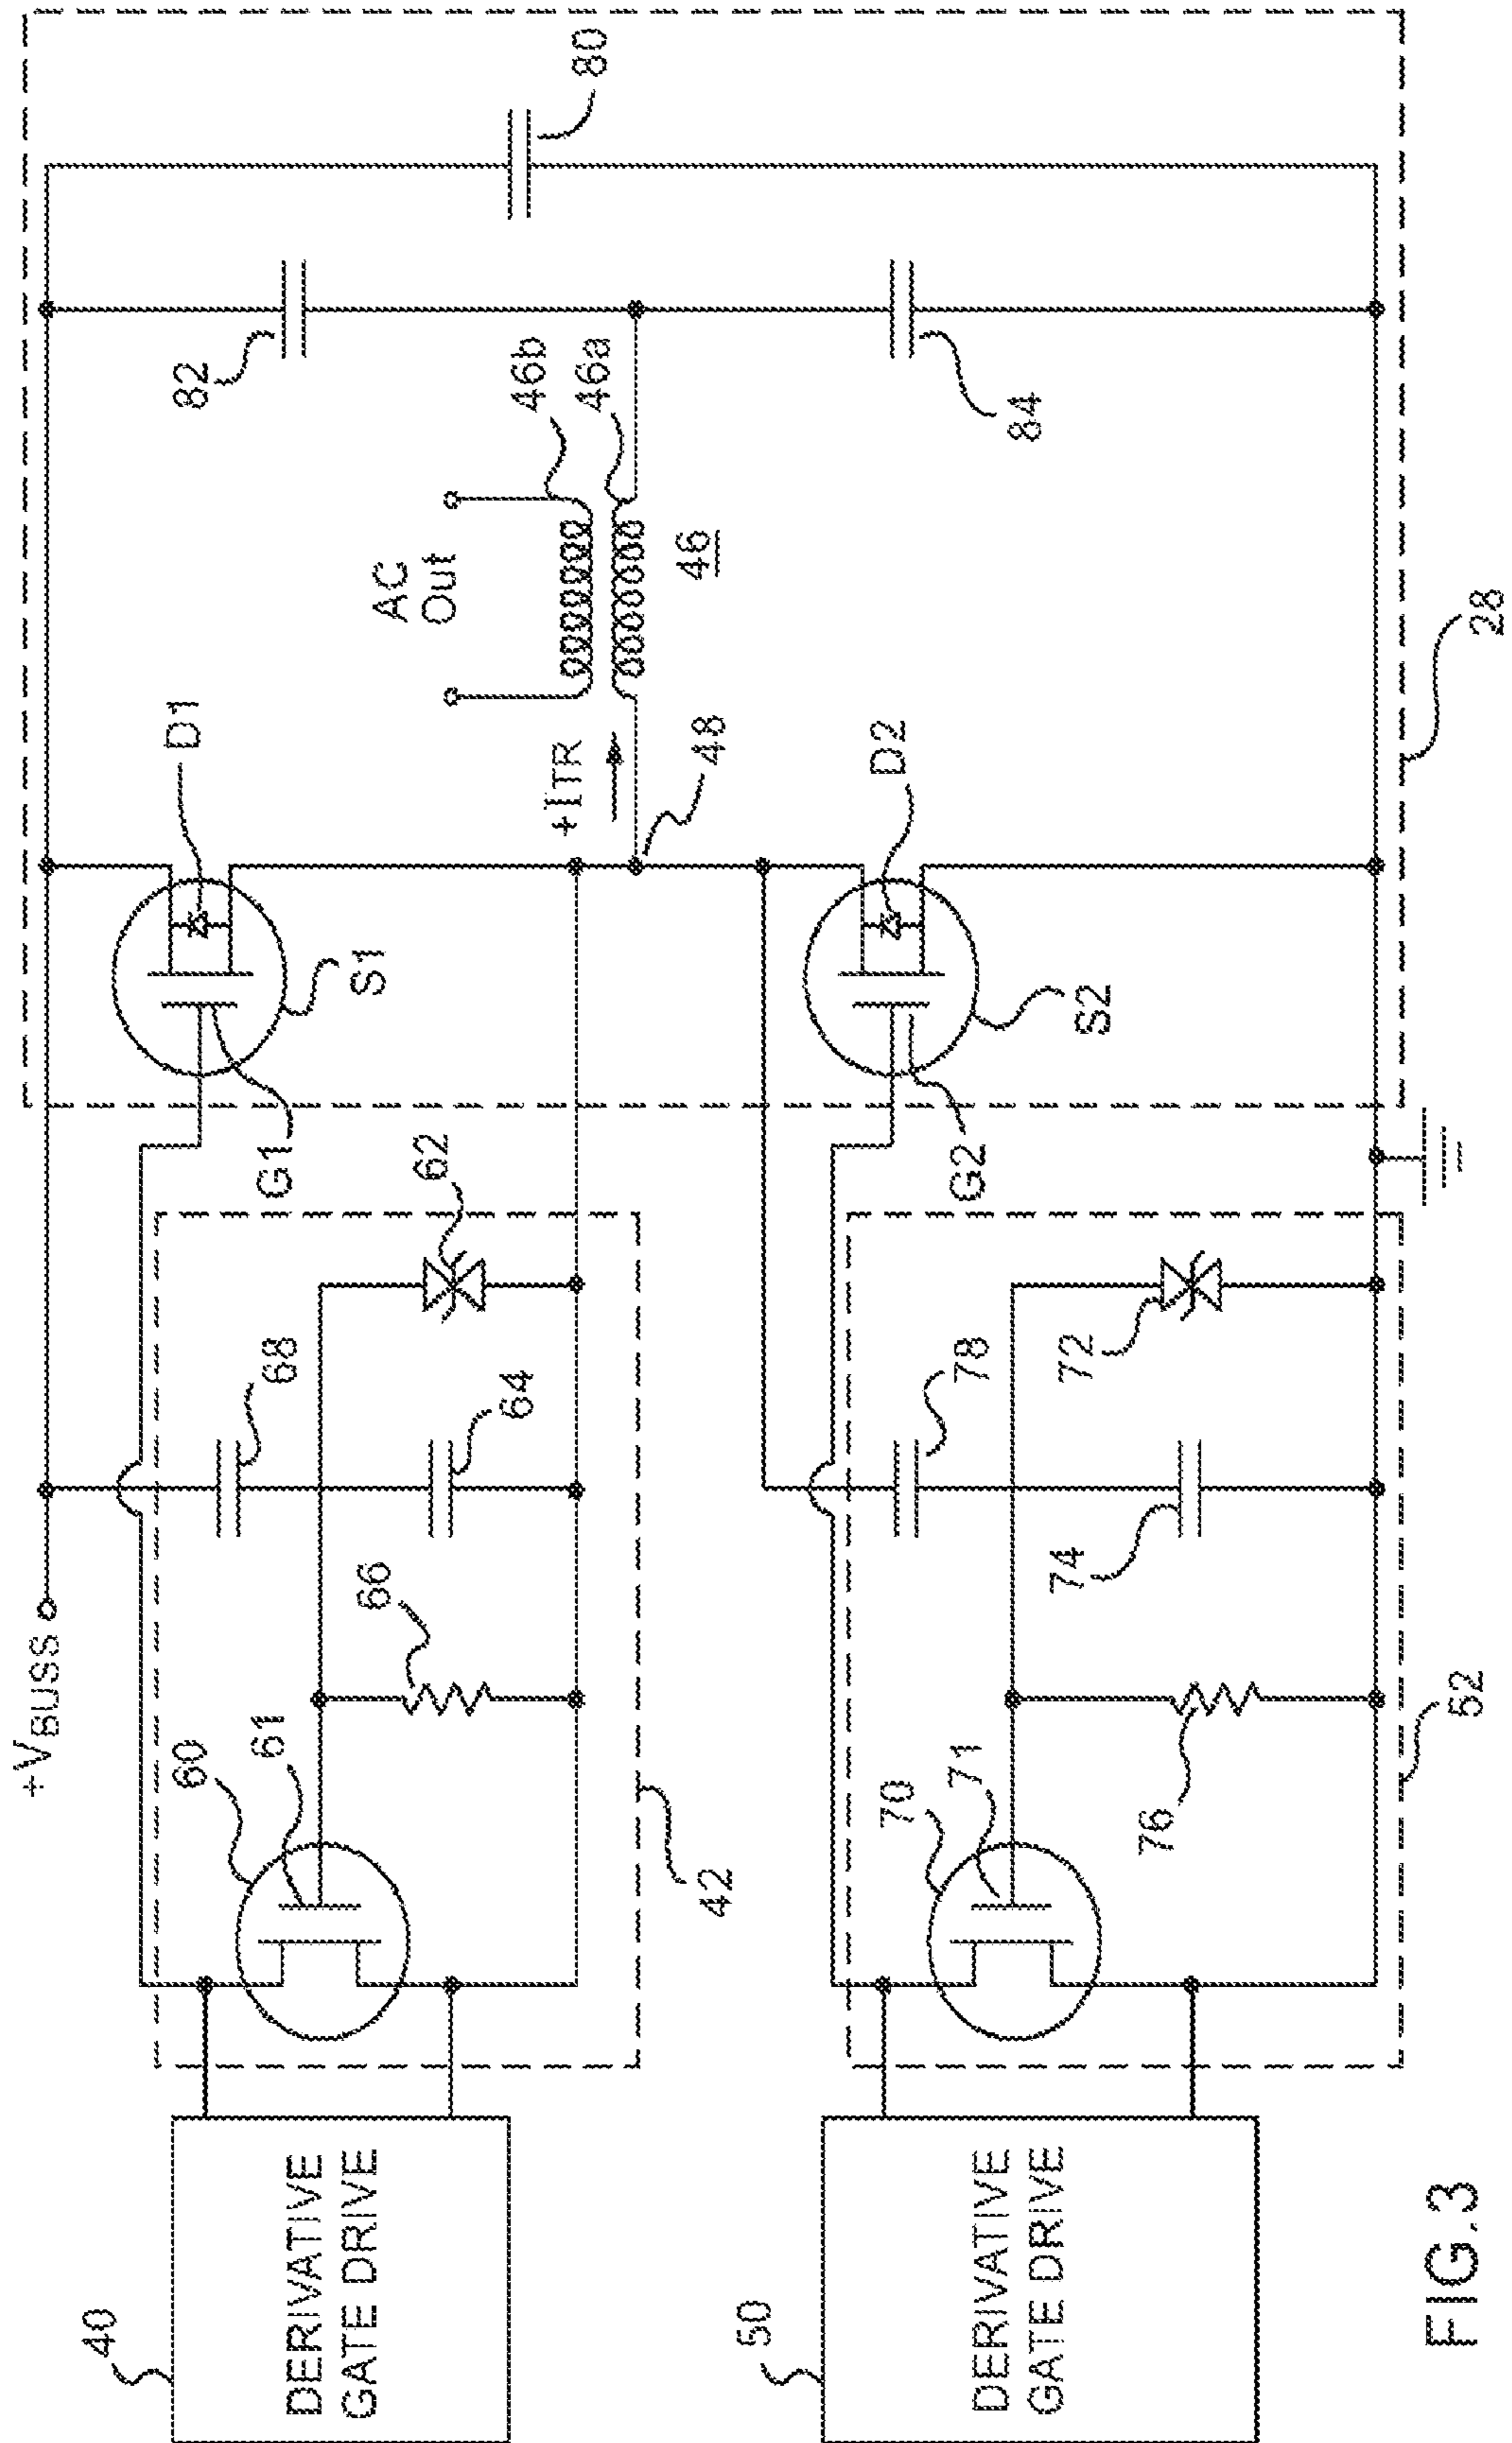 +VBUSS
40
DERIVATIVE
GATE DRIVE
60
61
66
68
64
62
42
G1
S1
D1
+ITR
48
AC
Out
46b
46a
46
82
80
84
50
DERIVATIVE
GATE DRIVE
70
71
76
74
78
72
52
G2
S2
D2
28
FIG.3